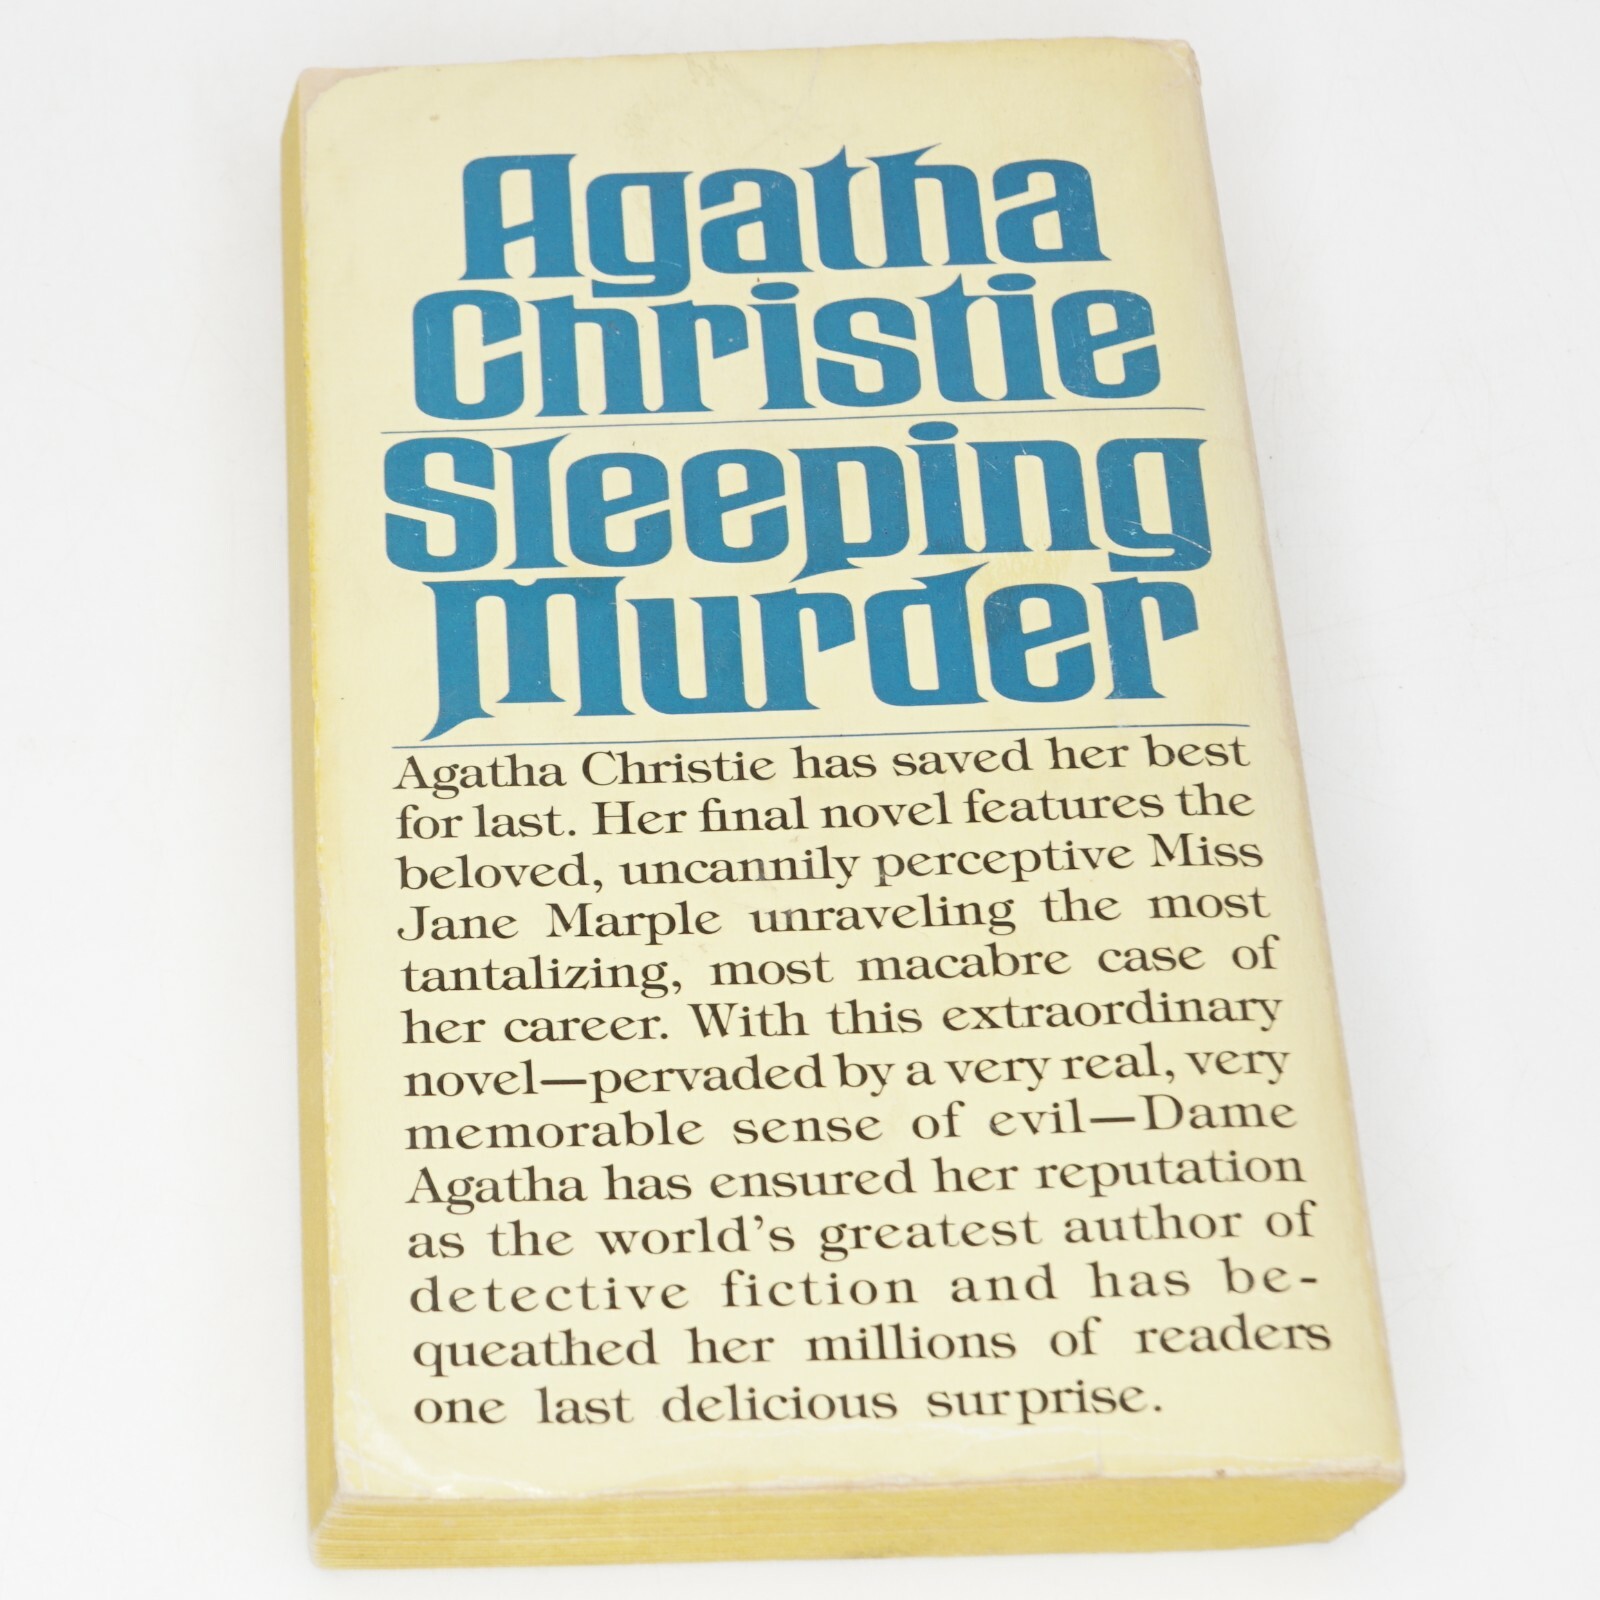 Agatha
Christie
Sleeping
Murder
Agatha Christie has saved her best
for last. Her final novel features the
beloved, uncannily perceptive Miss
Jane Marple unraveling the most
tantalizing, most macabre case of
her career. With this extraordinary
novel—pervaded by a very real, very
memorable sense of evil—Dame
Agatha has ensured her reputation
as the world's greatest author of
detective fiction and has be-
queathed her millions of readers
one last delicious surprise.